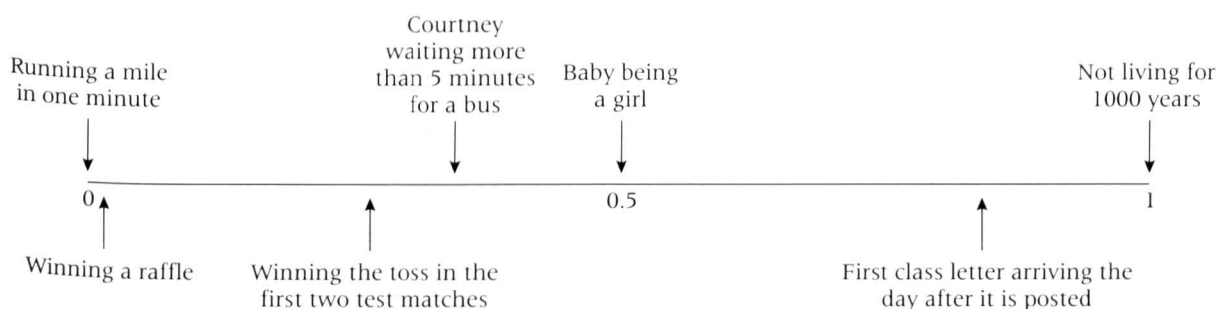 Running a mile
in one minute
Courtney
waiting more
than 5 minutes
for a bus
Baby being
a girl
Not living for
1000 years
0
0.5
1
Winning a raffle
Winning the toss in the
first two test matches
First class letter arriving the
day after it is posted